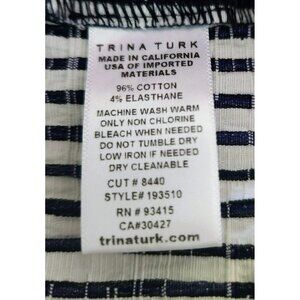 TRINA TURK
MADE IN CALIFORNIA
USA OF IMPORTED
MATERIALS
96% COTTON
4% ELASTHANE
MACHINE WASH WARM
ONLY NON CHLORINE
BLEACH WHEN NEEDED
DO NOT TUMBLE DRY
LOW IRON IF NEEDED
DRY CLEANABLE
CUT # 8440
STYLE# 193510
RN # 93415
CA#30427
trinaturk.com